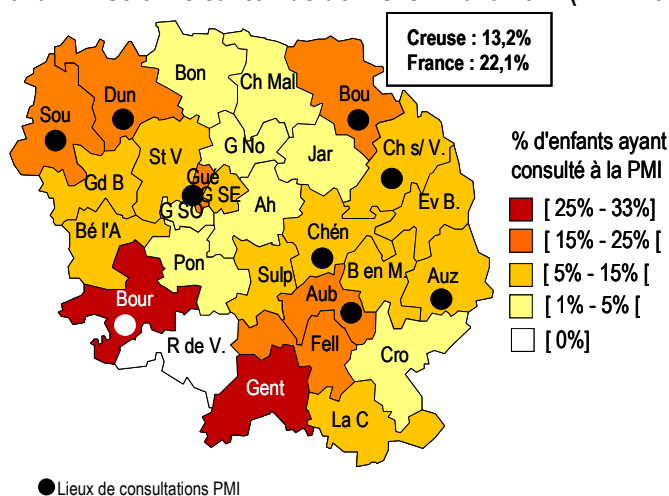 Creuse : 13,2%
France : 22,1%
Bon
Ch Mal
Dun
Bou
Sou
G No
Ch s/ V.
St V
Jar
Gué
Gd B
G SE
Ev B.
G SO
Ah
Bé l'A
Chén
Pon
Sulp
B en M.
Auz
Bour
Aub
R de V.
Fell
Cro
Gent
La C
% d'enfants ayant
consulté à la PMI
[ 25% - 33%]
[ 15% - 25% [
[ 5% - 15% [
[ 1% - 5% [
[ 0%]
Lieux de consultations PMI